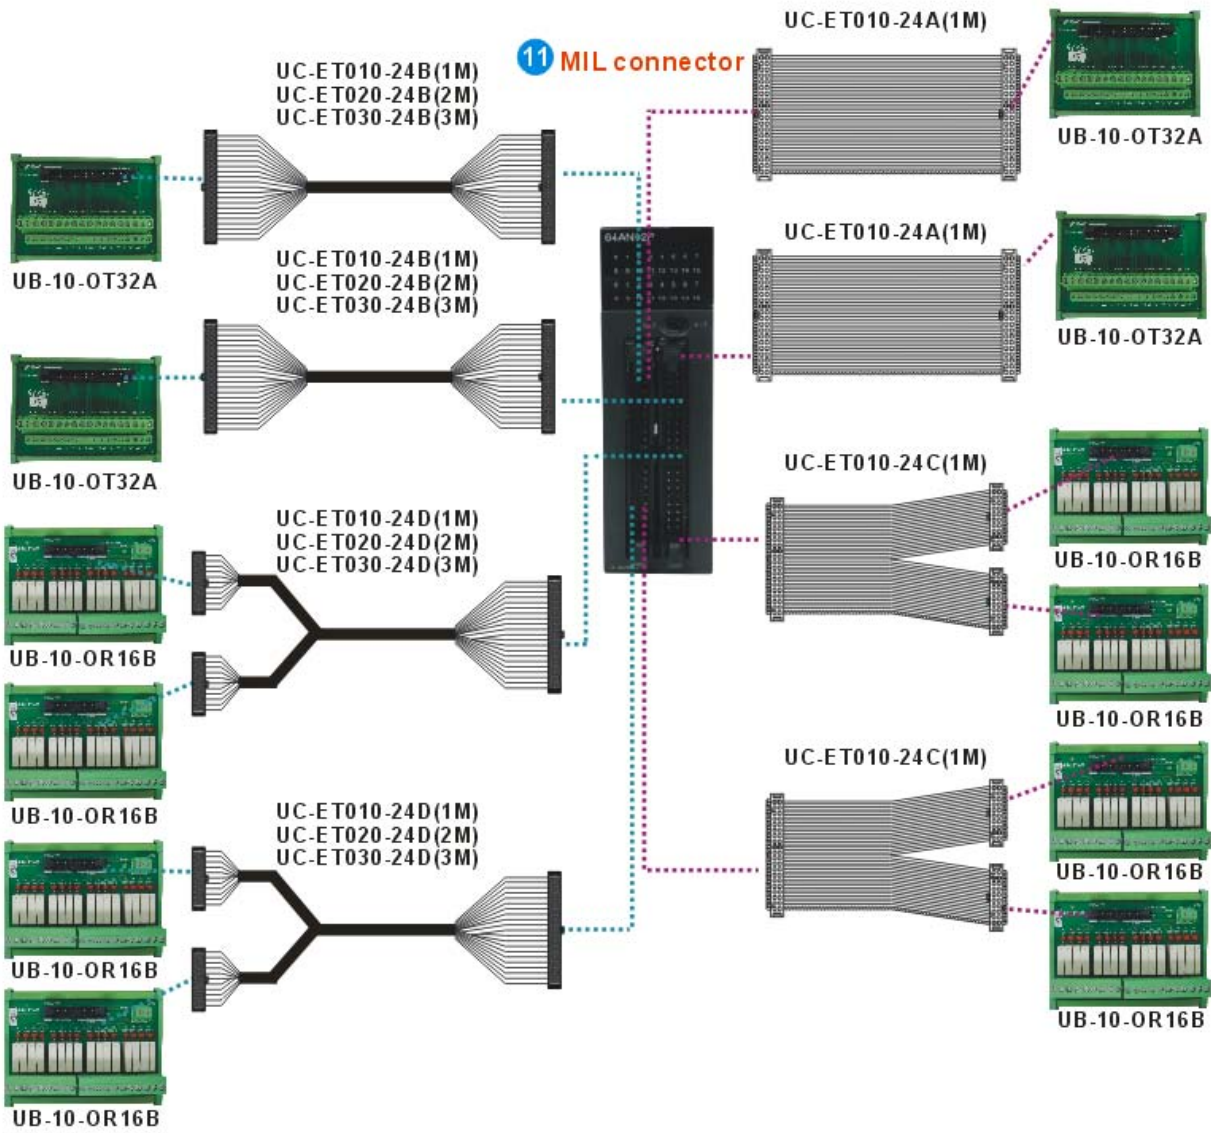 UC-ET010-24A(1M)
11 MIL connector
UC-ET010-24B(1M)
UC-ET020-24B(2M)
UC-ET030-24B(3M)
UB-10-OT32A
UB-10-OT32A
UC-ET010-24A(1M)
64AN02P
UC-ET010-24B(1M)
UC-ET020-24B(2M)
UC-ET030-24B(3M)
UB-10-OT32A
UB-10-OT32A
UC-ET010-24C(1M)
UC-ET010-24D(1M)
UC-ET020-24D(2M)
UC-ET030-24D(3M)
UB-10-OR16B
UB-10-OR16B
UB-10-OR16B
UC-ET010-24C(1M)
UB-10-OR16B
UC-ET010-24D(1M)
UC-ET020-24D(2M)
UC-ET030-24D(3M)
UB-10-OR16B
UB-10-OR16B
UB-10-OR16B
UB-10-OR16B